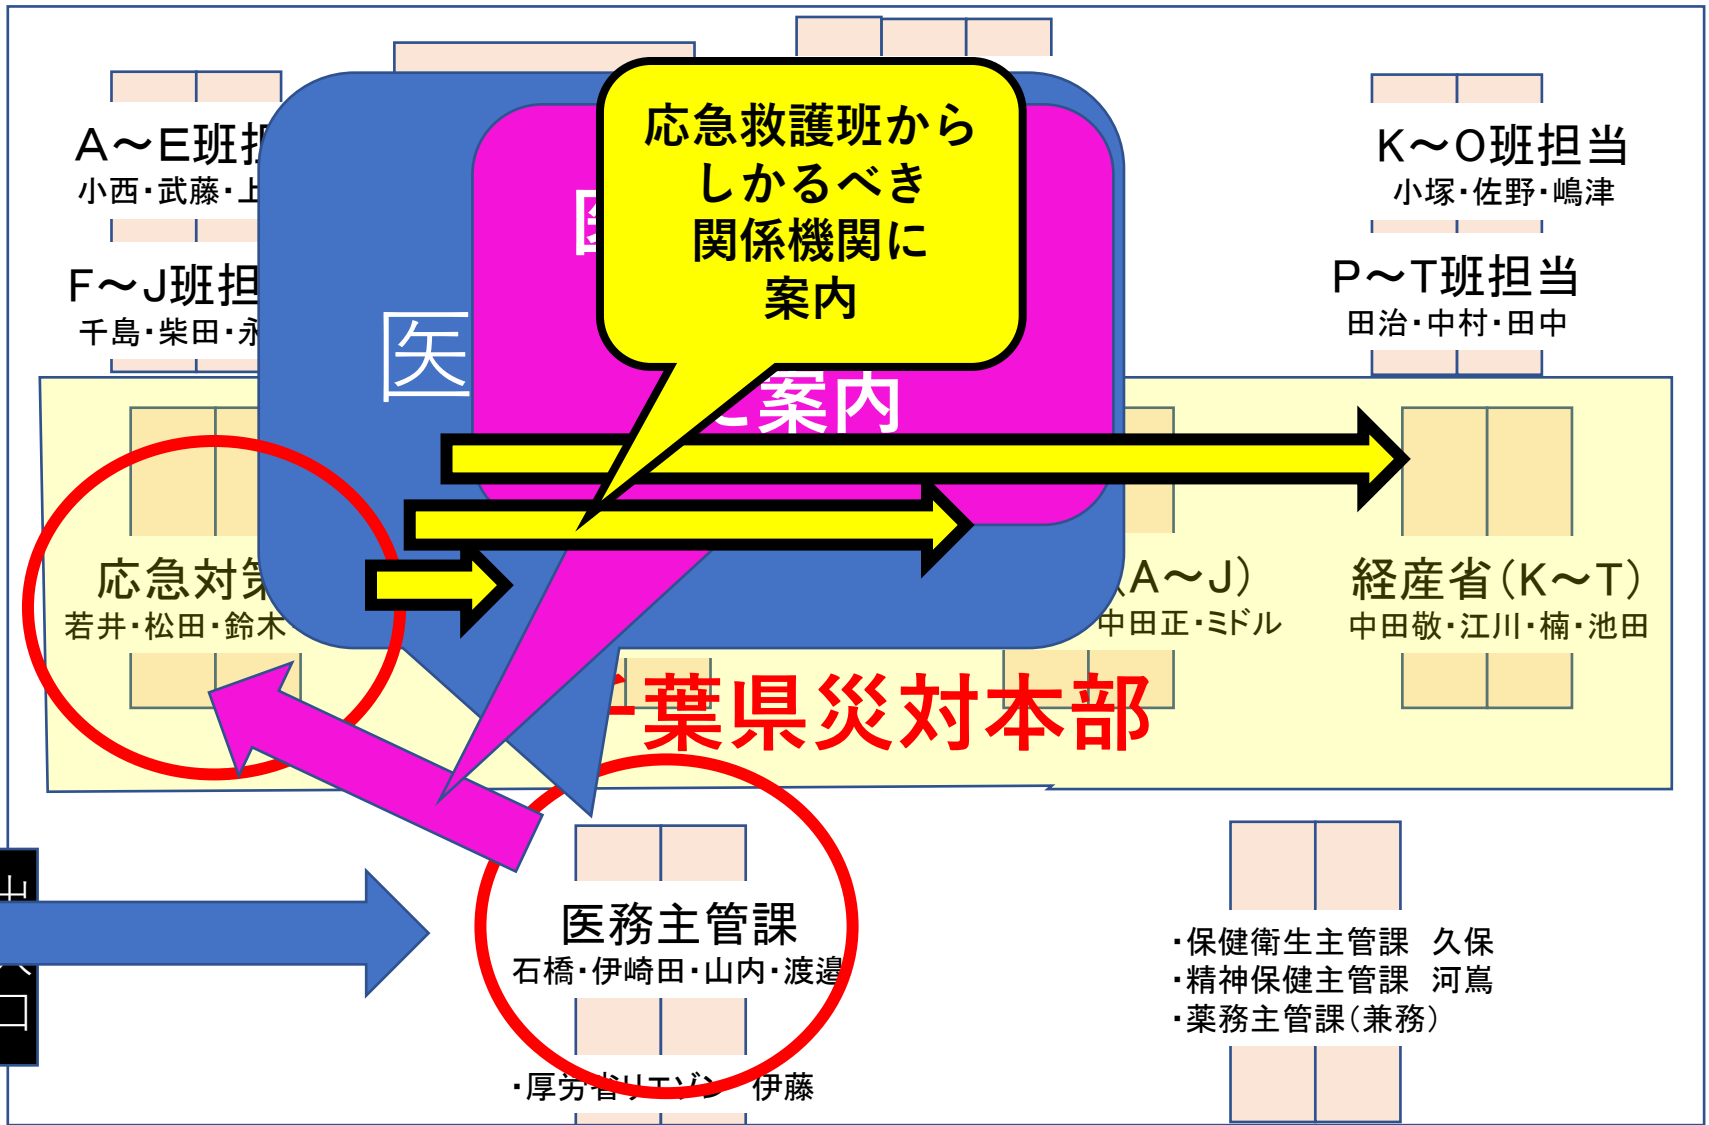 A～E班担
小西・武藤・上
F～J班担
千島・柴田・永
応急救護班から
しかるべき
関係機関に
案内
医
医
案内
K～O班担当
小塚・佐野・嶋津
P～T班担当
田治・中村・田中
応急対策
若井・松田・鈴木
(A～J)
中田正・ミドル
経産省(K～T)
中田敬・江川・楠・池田
千葉県災対本部
出入口
医務主管課
石橋・伊崎田・山内・渡邉
・厚労省リエゾン　伊藤
・保健衛生主管課　久保
・精神保健主管課　河嶌
・薬務主管課(兼務)